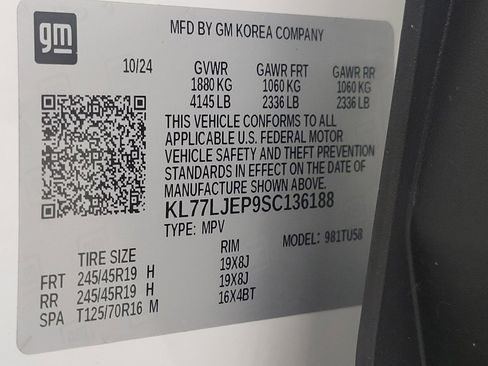 gm
MFD BY GM KOREA COMPANY
10/24 GVWR GAWR FRT GAWR RR
1880 KG 1060 KG 1060 KG
4145 LB 2336 LB 2336 LB
THIS VEHICLE CONFORMS TO ALL
APPLICABLE U.S. FEDERAL MOTOR
VEHICLE SAFETY AND THEFT PREVENTION
STANDARDS IN EFFECT ON THE DATE OF
MANUFACTURE SHOWN ABOVE.
KL77LJEP9SC136188
TYPE: MPV MODEL: 981TU58
TIRE SIZE RIM
FRT 245/45R19 H 19X8J
RR 245/45R19 H 19X8J
SPA T125/70R16 M 16X4BT